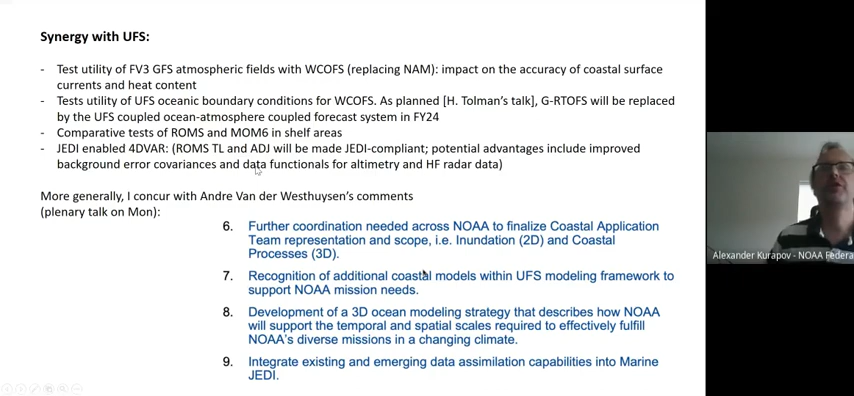 Synergy with UFS:
- Test utility of FV3 GFS atmospheric fields with WCOFS (replacing NAM): impact on the accuracy of coastal surface
currents and heat content
- Tests utility of UFS oceanic boundary conditions for WCOFS. As planned [H. Tolman's talk], G-RTOFS will be replaced
by the UFS coupled ocean-atmosphere coupled forecast system in FY24
- Comparative tests of ROMS and MOM6 in shelf areas
- JEDI enabled 4DVAR: (ROMS TL and ADJ will be made JEDI-compliant; potential advantages include improved
background error covariances and data functionals for altimetry and HF radar data)
More generally, I concur with Andre Van der Westhuysen's comments
(plenary talk on Mon):
6. Further coordination needed across NOAA to finalize Coastal Application
Team representation and scope, i.e. Inundation (2D) and Coastal
Processes (3D).
7. Recognition of additional coastal models within UFS modeling framework to
support NOAA mission needs.
8. Development of a 3D ocean modeling strategy that describes how NOAA
will support the temporal and spatial scales required to effectively fulfill
NOAA's diverse missions in a changing climate.
9. Integrate existing and emerging data assimilation capabilities into Marine
JEDI.
Alexander Kurapov - NOAA Federa